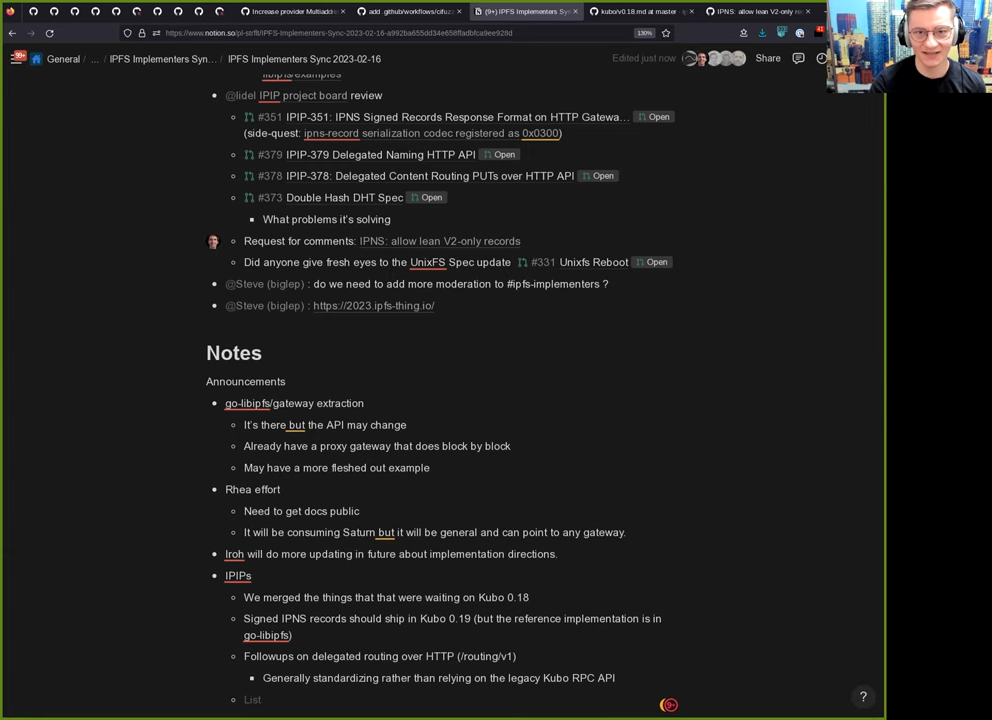 Increase provider Multiaddr
add .github/workflows/cifuzz
(9+) IPFS Implementers Syn
kubo/v0.18.md at master · ip
IPNS: allow lean V2-only re
https://www.notion.so/pl-strflt/IPFS-Implementers-Sync-2023-02-16-a992ba655dd34e6e658ffadbfca9ee928d
130%
41
99+
General / ... / IPFS Implementers Syn... / IPFS Implementers Sync 2023-02-16
Edited just now
Share
libp2p/examples
@lidel IPIP project board review
#351 IPIP-351: IPNS Signed Records Response Format on HTTP Gatewa… Open
(side-quest: ipns-record serialization codec registered as 0x0300)
#379 IPIP-379 Delegated Naming HTTP API Open
#378 IPIP-378: Delegated Content Routing PUTs over HTTP API Open
#373 Double Hash DHT Spec Open
What problems it's solving
Request for comments: IPNS: allow lean V2-only records
Did anyone give fresh eyes to the UnixFS Spec update #331 Unixfs Reboot Open
@Steve (biglep) : do we need to add more moderation to #ipfs-implementers ?
@Steve (biglep) : https://2023.ipfs-thing.io/
Notes
Announcements
go-libipfs/gateway extraction
It's there but the API may change
Already have a proxy gateway that does block by block
May have a more fleshed out example
Rhea effort
Need to get docs public
It will be consuming Saturn but it will be general and can point to any gateway.
Iroh will do more updating in future about implementation directions.
IPIPs
We merged the things that that were waiting on Kubo 0.18
Signed IPNS records should ship in Kubo 0.19 (but the reference implementation is in
go-libipfs)
Followups on delegated routing over HTTP (/routing/v1)
Generally standardizing rather than relying on the legacy Kubo RPC API
List
9+
?